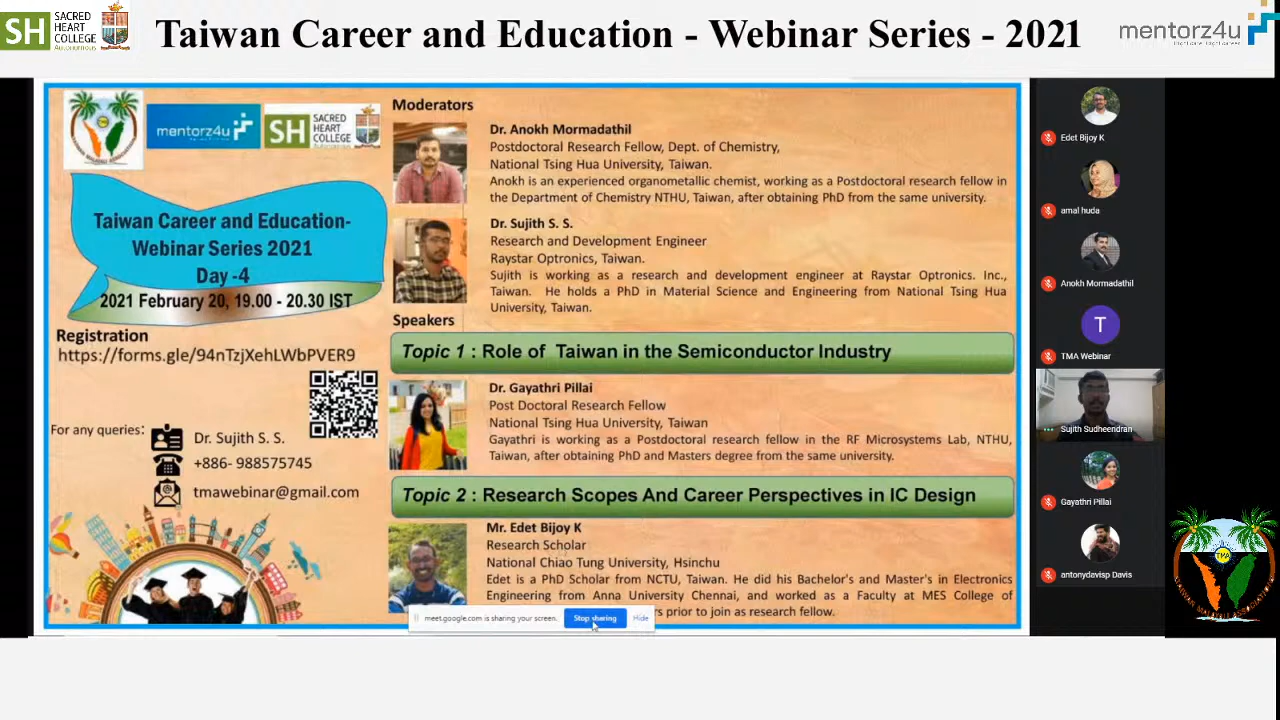 SH SACRED HEART COLLEGE Autonomous
Taiwan Career and Education - Webinar Series - 2021
mentorz4u
mentorz4u
SH SACRED HEART COLLEGE
Taiwan Career and Education-
Webinar Series 2021
Day -4
2021 February 20, 19.00 - 20.30 IST
Registration
https://forms.gle/94nTzjXehLWbPVER9
For any queries:
Dr. Sujith S. S.
+886- 988575745
tmawebinar@gmail.com
Moderators
Dr. Anokh Mormadathil
Postdoctoral Research Fellow, Dept. of Chemistry,
National Tsing Hua University, Taiwan.
Anokh is an experienced organometallic chemist, working as a Postdoctoral research fellow in
the Department of Chemistry NTHU, Taiwan, after obtaining PhD from the same university.
Dr. Sujith S. S.
Research and Development Engineer
Raystar Optronics, Taiwan.
Sujith is working as a research and development engineer at Raystar Optronics. Inc.,
Taiwan. He holds a PhD in Material Science and Engineering from National Tsing Hua
University, Taiwan.
Speakers
Topic 1 : Role of Taiwan in the Semiconductor Industry
Dr. Gayathri Pillai
Post Doctoral Research Fellow
National Tsing Hua University, Taiwan
Gayathri is working as a Postdoctoral research fellow in the RF Microsystems Lab, NTHU,
Taiwan, after obtaining PhD and Masters degree from the same university.
Topic 2 : Research Scopes And Career Perspectives in IC Design
Mr. Edet Bijoy K
Research Scholar
National Chiao Tung University, Hsinchu
Edet is a PhD Scholar from NCTU, Taiwan. He did his Bachelor's and Master's in Electronics
Engineering from Anna University Chennai, and worked as a Faculty at MES College of
rs prior to join as research fellow.
meet.google.com is sharing your screen.
Stop sharing
Hide
Edet Bijoy K
amal huda
Anokh Mormadathil
T
TMA Webinar
Sujith Sudheendran
Gayathri Pillai
antonydavisp Davis
TMA
TAIWAN MALAYALI ASSOCIATION